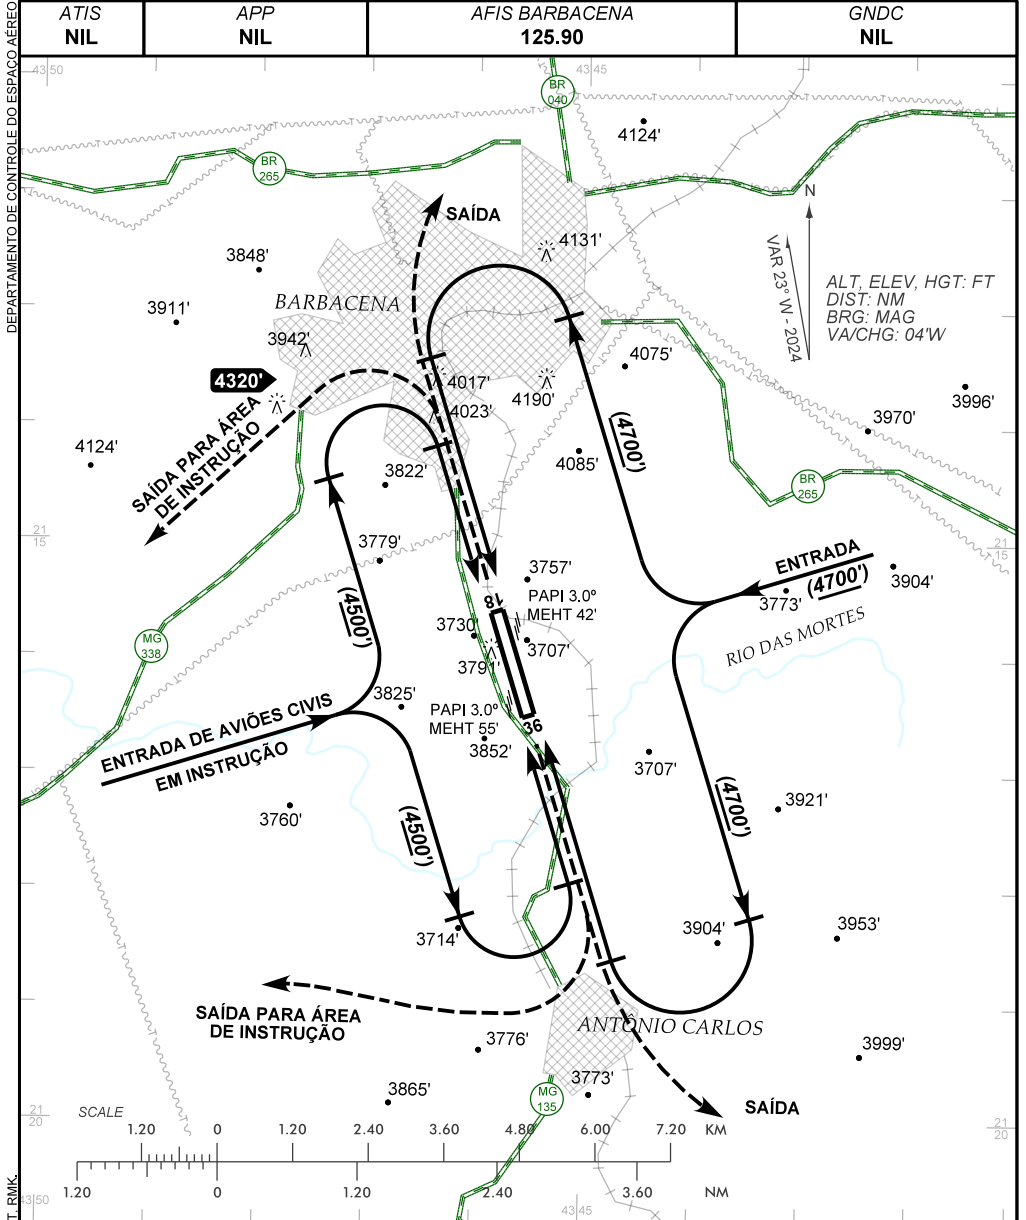 ATIS
NIL
APP
NIL
AFIS BARBACENA
125.90
GNDC
NIL
DEPARTAMENTO DE CONTROLE DO ESPAÇO AÉREO
43 50
43 45
BR
040
4124'
BR
265
N
SAÍDA
4131'
VAR 23° W - 2024
3848'
ALT, ELEV, HGT: FT
DIST: NM
BRG: MAG
VA/CHG: 04'W
BARBACENA
3911'
3942'
4075'
4320'
4017'
4190'
3996'
4023'
3970'
SAÍDA PARA ÁREA
DE INSTRUÇÃO
(4700')
4124'
4085'
3822'
BR
265
21
15
3779'
ENTRADA
21
15
3757'
3904'
(4700')
PAPI 3.0°
MEHT 42'
3773'
18
(4500')
3730'
3707'
RIO DAS MORTES
MG
338
3791'
3825'
ENTRADA DE AVIÕES CIVIS
EM INSTRUÇÃO
PAPI 3.0°
MEHT 55'
36
3852'
3707'
3760'
(4500')
(4700')
3921'
3714'
3904'
3953'
SAÍDA PARA ÁREA
DE INSTRUÇÃO
ANTÔNIO CARLOS
3776'
3999'
3865'
3773'
MG
135
SAÍDA
21
20
21
20
SCALE
1.20 0 1.20 2.40 3.60 4.80 6.00 7.20 KM
1.20 0 1.20 2.40 3.60 NM
43 50
43 45
T, RMK.